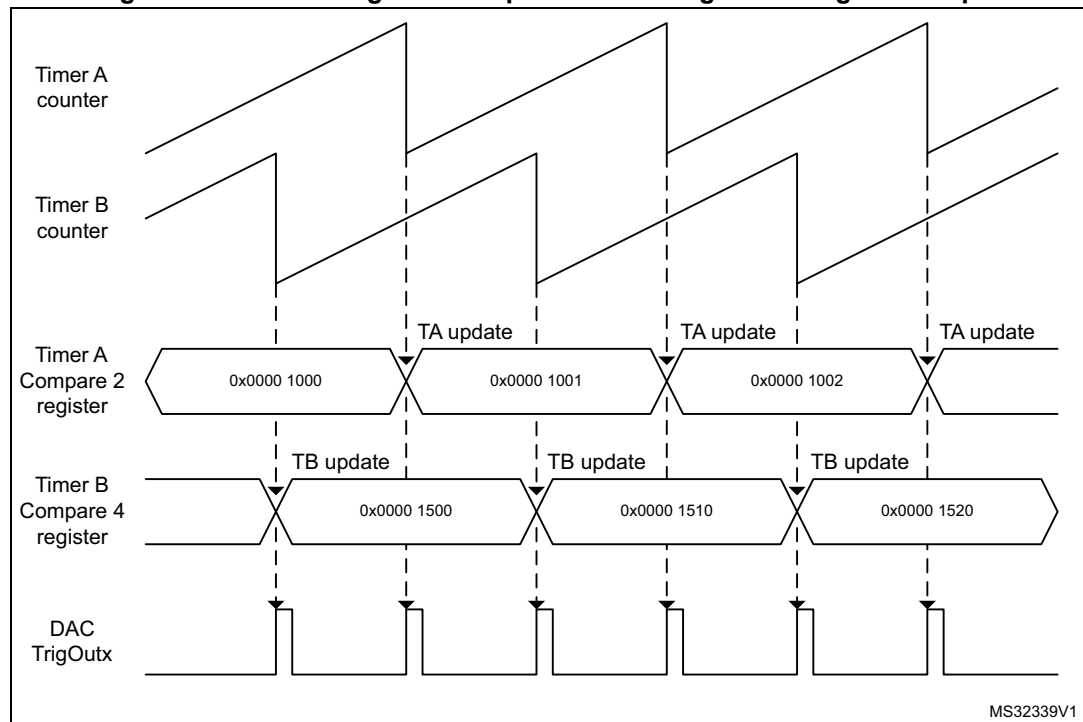 Timer A
counter
Timer B
counter
TA update TA update TA update
Timer A
Compare 2
register
0x0000 1000 0x0000 1001 0x0000 1002
TB update TB update TB update
Timer B
Compare 4
register
0x0000 1500 0x0000 1510 0x0000 1520
DAC
TrigOutx
MS32339V1